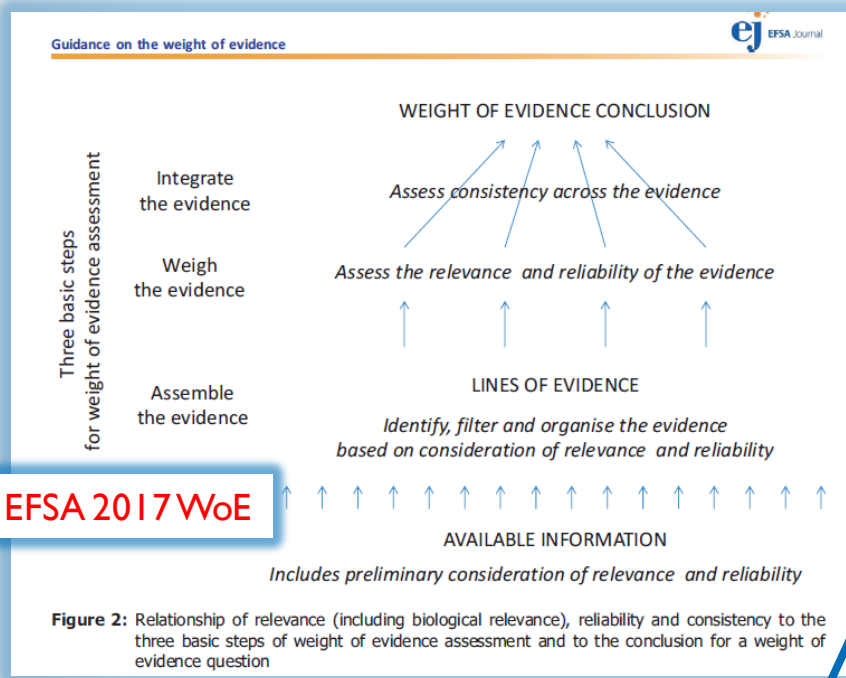 Guidance on the weight of evidence
ej EFSA Journal
WEIGHT OF EVIDENCE CONCLUSION
Integrate
the evidence
Assess consistency across the evidence
Three basic steps
for weight of evidence assessment
Weigh
the evidence
Assess the relevance and reliability of the evidence
Assemble
the evidence
LINES OF EVIDENCE
Identify, filter and organise the evidence
based on consideration of relevance and reliability
EFSA 2017 WoE
AVAILABLE INFORMATION
Includes preliminary consideration of relevance and reliability
Figure 2: Relationship of relevance (including biological relevance), reliability and consistency to the
three basic steps of weight of evidence assessment and to the conclusion for a weight of
evidence question